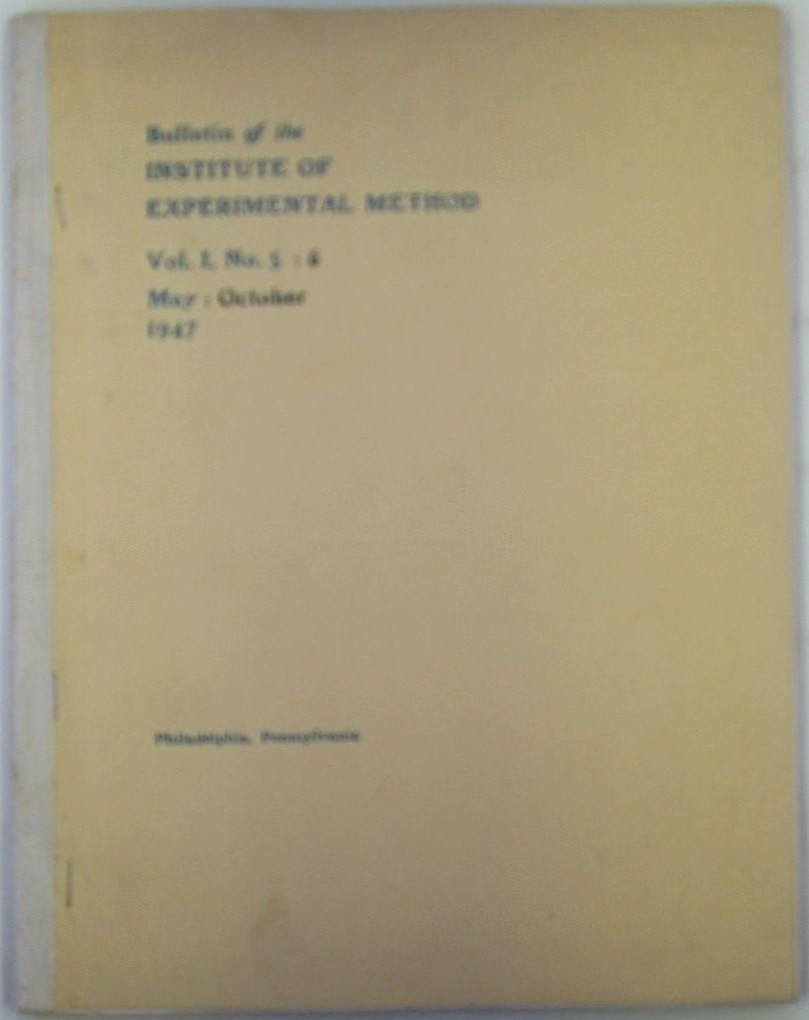 Bulletin of the
INSTITUTE OF
EXPERIMENTAL METHOD
Vol. I, No. 5 : 6
May : October
1947
Philadelphia, Pennsylvania